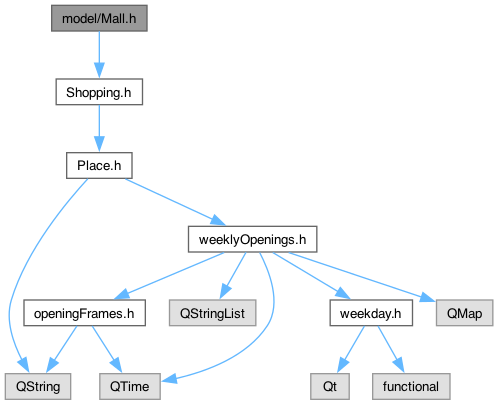 model/Mall.h
Shopping.h
Place.h
weeklyOpenings.h
openingFrames.h
QStringList
weekday.h
QMap
QString
QTime
Qt
functional